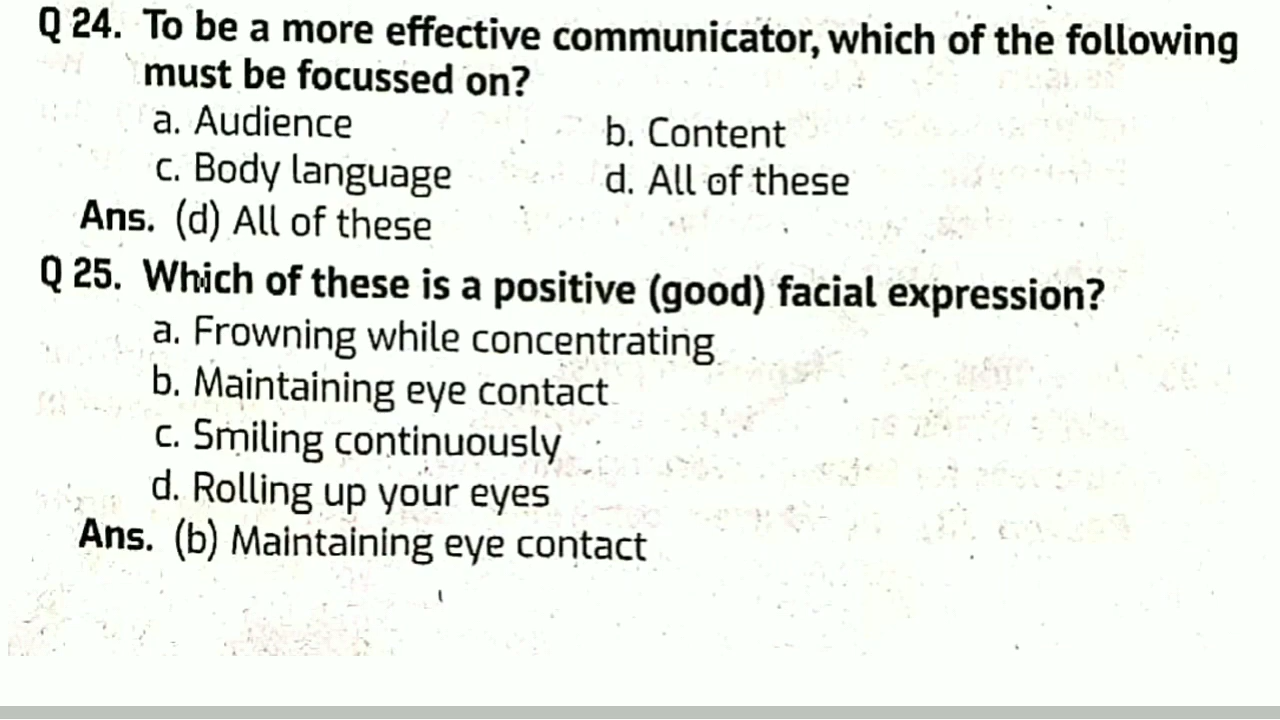 Q 24. To be a more effective communicator, which of the following
must be focussed on?
a. Audience b. Content
c. Body language d. All of these
Ans. (d) All of these
Q 25. Which of these is a positive (good) facial expression?
a. Frowning while concentrating
b. Maintaining eye contact
c. Smiling continuously
d. Rolling up your eyes
Ans. (b) Maintaining eye contact